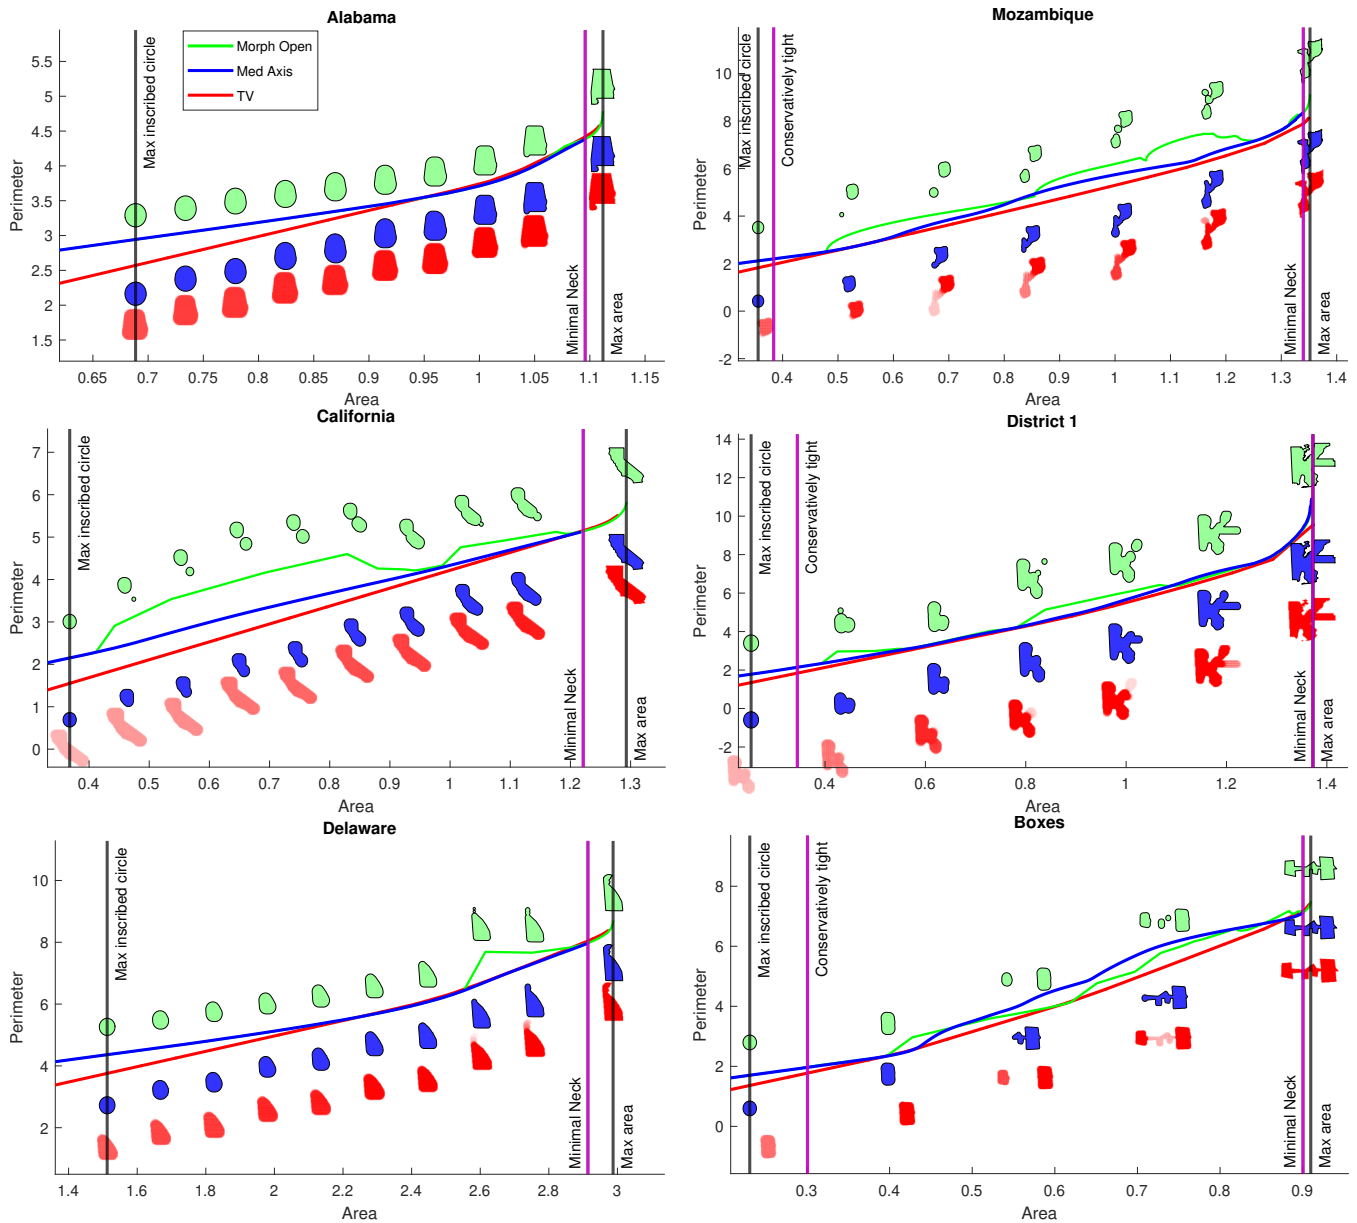 Alabama
Morph Open
Med Axis
TV
Max inscribed circle
Minimal Neck
Max area
Perimeter
5.5
5
4.5
4
3.5
3
2.5
2
1.5
0.65
0.7
0.75
0.8
0.85
0.9
0.95
1
1.05
1.1
1.15
Area
Mozambique
Max inscribed circle
Conservatively tight
Minimal Neck
Max area
Perimeter
10
8
6
4
2
0
-2
0.4
0.5
0.6
0.7
0.8
0.9
1
1.1
1.2
1.3
1.4
Area
California
Max inscribed circle
Minimal Neck
Max area
Perimeter
7
6
5
4
3
2
1
0
0.4
0.5
0.6
0.7
0.8
0.9
1
1.1
1.2
1.3
Area
District 1
Max inscribed circle
Conservatively tight
Minimal Neck
Max area
Perimeter
14
12
10
8
6
4
2
0
-2
0.4
0.6
0.8
1
1.2
1.4
Area
Delaware
Max inscribed circle
Minimal Neck
Max area
Perimeter
10
8
6
4
2
1.4
1.6
1.8
2
2.2
2.4
2.6
2.8
3
Area
Boxes
Max inscribed circle
Conservatively tight
Minimal Neck
Max area
Perimeter
8
6
4
2
0
0.3
0.4
0.5
0.6
0.7
0.8
0.9
Area